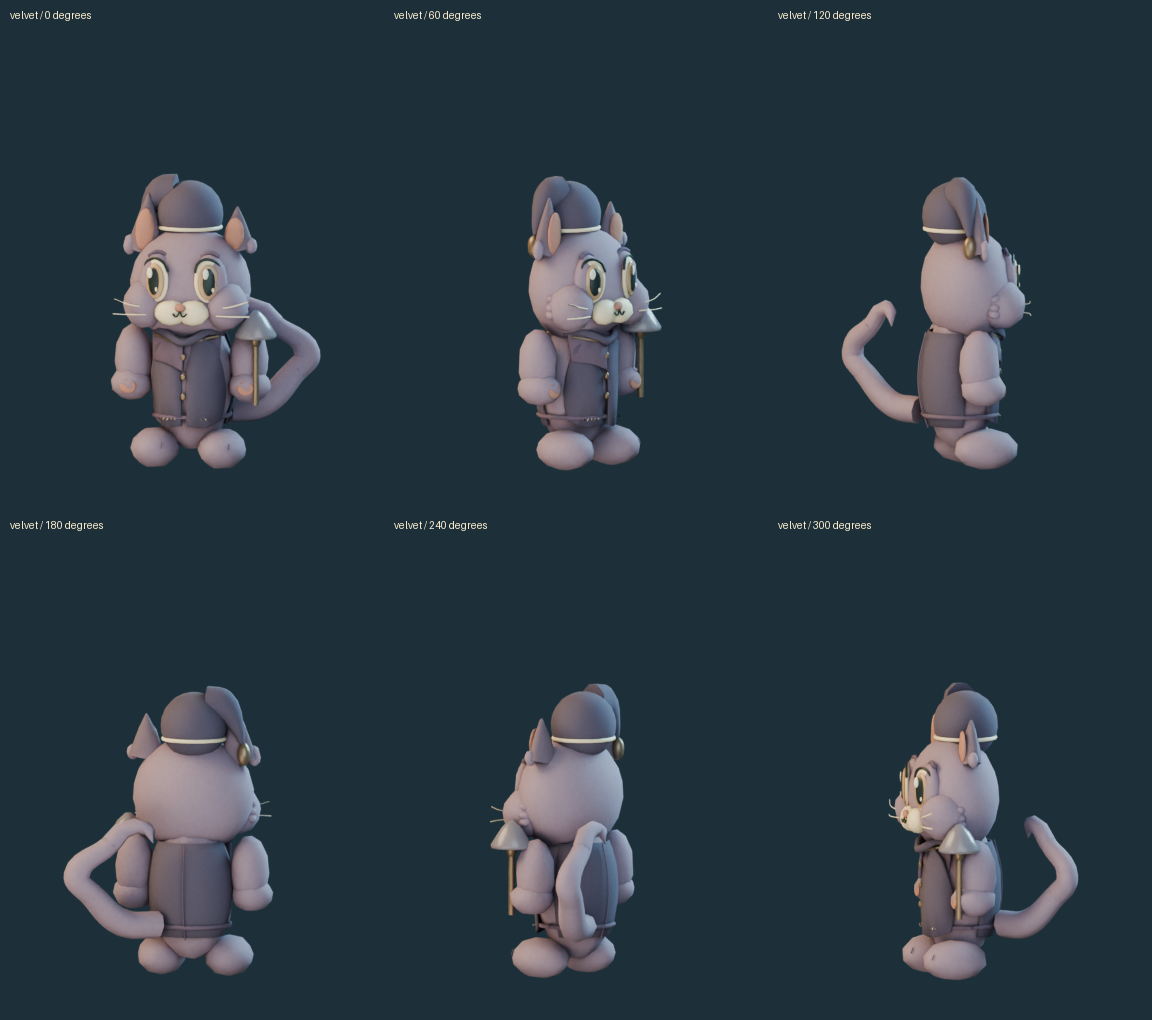 velvet / 0 degrees
velvet / 60 degrees
velvet / 120 degrees
velvet / 180 degrees
velvet / 240 degrees
velvet / 300 degrees